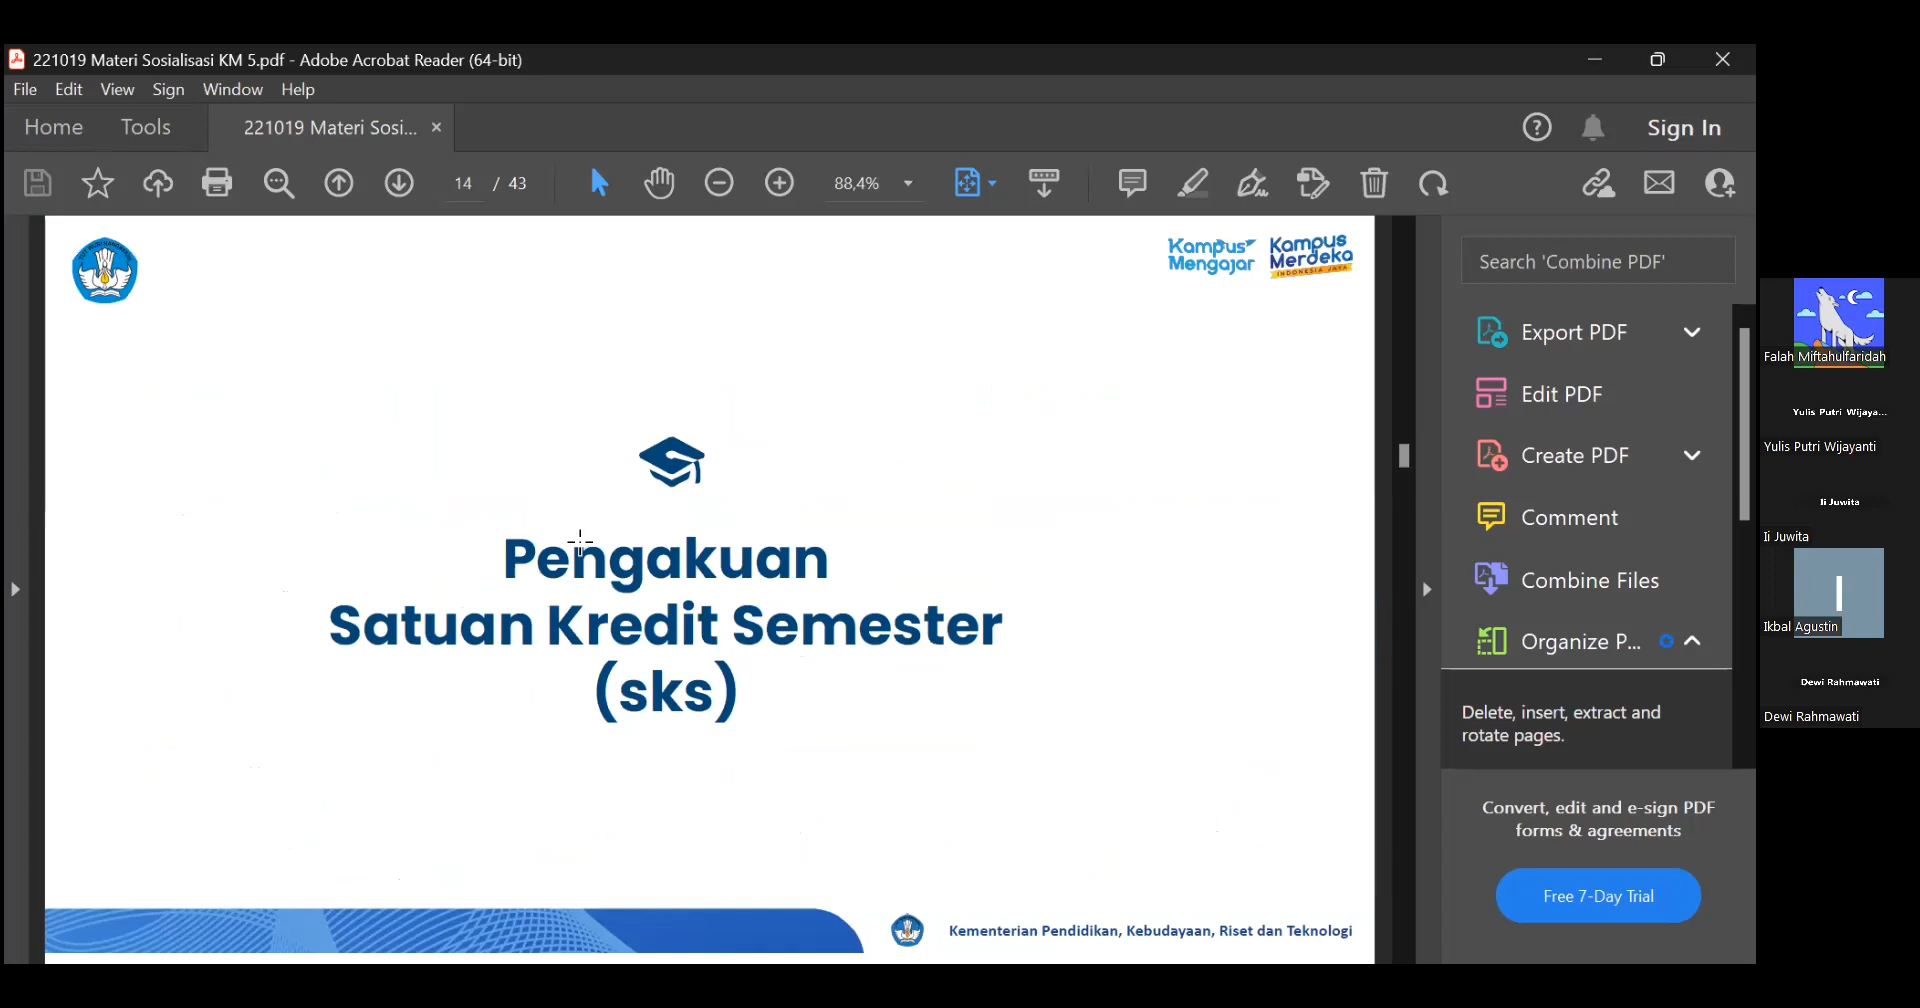 221019 Materi Sosialisasi KM 5.pdf - Adobe Acrobat Reader (64-bit)
File Edit View Sign Window Help
Home Tools 221019 Materi Sosi... Sign In
14 / 43 88,4%
Kampus Mengajar
Kampus Merdeka
INDONESIA JAYA
Pengakuan
Satuan Kredit Semester
(sks)
Kementerian Pendidikan, Kebudayaan, Riset dan Teknologi
Search 'Combine PDF'
Export PDF
Edit PDF
Create PDF
Comment
Combine Files
Organize P...
Delete, insert, extract and
rotate pages.
Convert, edit and e-sign PDF
forms & agreements
Free 7-Day Trial
Falah Miftahulfaridah
Yulis Putri Wijaya...
Yulis Putri Wijayanti
Ii Juwita
Ii Juwita
I
Ikbal Agustin
Dewi Rahmawati
Dewi Rahmawati